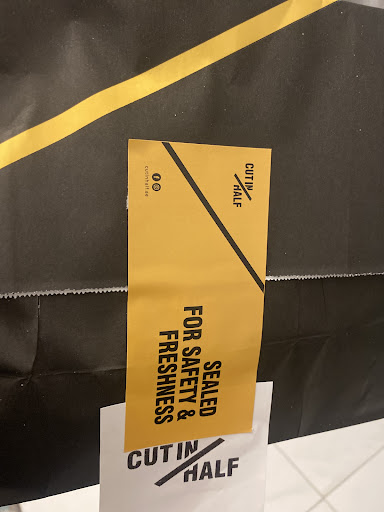 CUT IN
HALF
cutinhalf.ae
SEALED
FOR SAFETY &
FRESHNESS
CUT IN
HALF